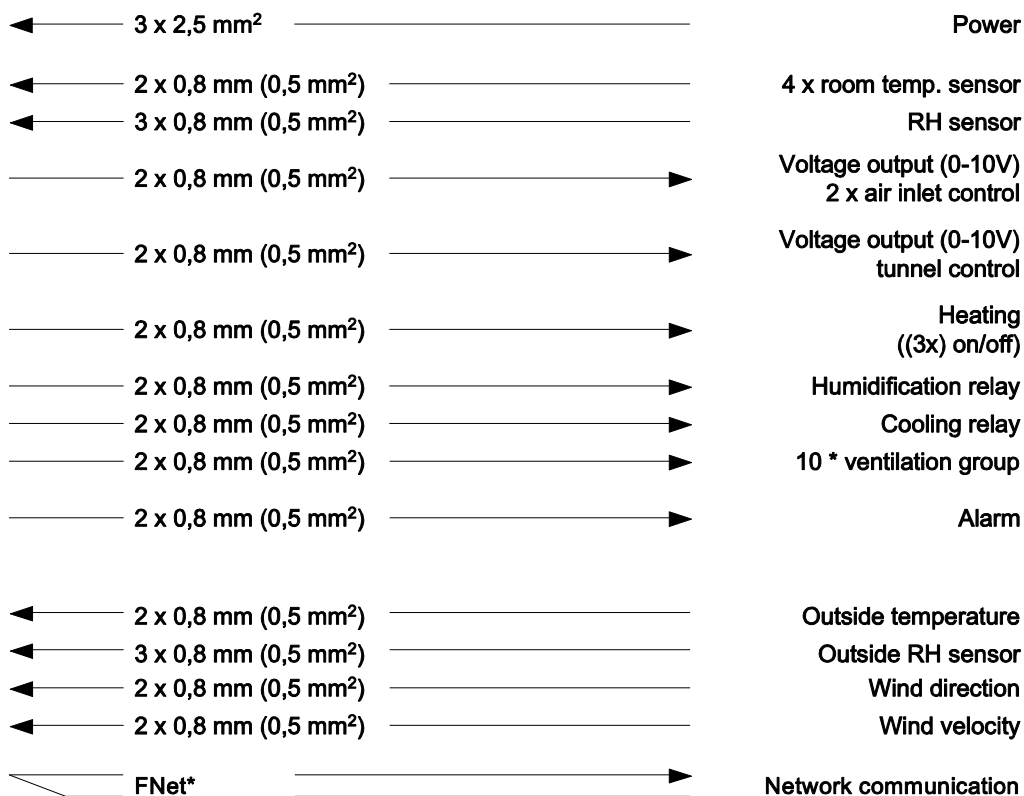 3 x 2,5 mm² Power
2 x 0,8 mm (0,5 mm²) 4 x room temp. sensor
3 x 0,8 mm (0,5 mm²) RH sensor
2 x 0,8 mm (0,5 mm²) Voltage output (0-10V)
2 x air inlet control
2 x 0,8 mm (0,5 mm²) Voltage output (0-10V)
tunnel control
2 x 0,8 mm (0,5 mm²) Heating
((3x) on/off)
2 x 0,8 mm (0,5 mm²) Humidification relay
2 x 0,8 mm (0,5 mm²) Cooling relay
2 x 0,8 mm (0,5 mm²) 10 * ventilation group
2 x 0,8 mm (0,5 mm²) Alarm
2 x 0,8 mm (0,5 mm²) Outside temperature
3 x 0,8 mm (0,5 mm²) Outside RH sensor
2 x 0,8 mm (0,5 mm²) Wind direction
2 x 0,8 mm (0,5 mm²) Wind velocity
FNet* Network communication